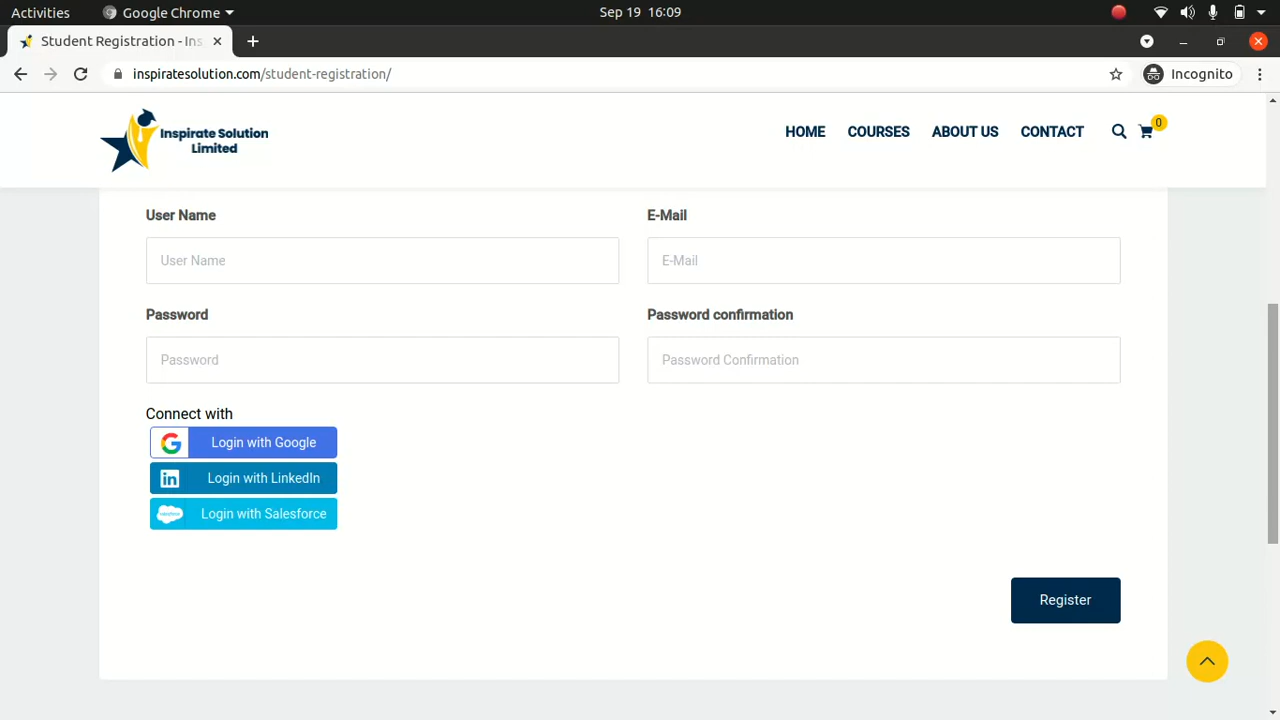 Activities Google Chrome Sep 19 16:09
Student Registration - Ins
inspiratesolution.com/student-registration/ Incognito
Inspirate Solution
Limited
HOME COURSES ABOUT US CONTACT 0
User Name E-Mail
User Name E-Mail
Password Password confirmation
Password Password Confirmation
Connect with
Login with Google
Login with LinkedIn
Login with Salesforce
Register